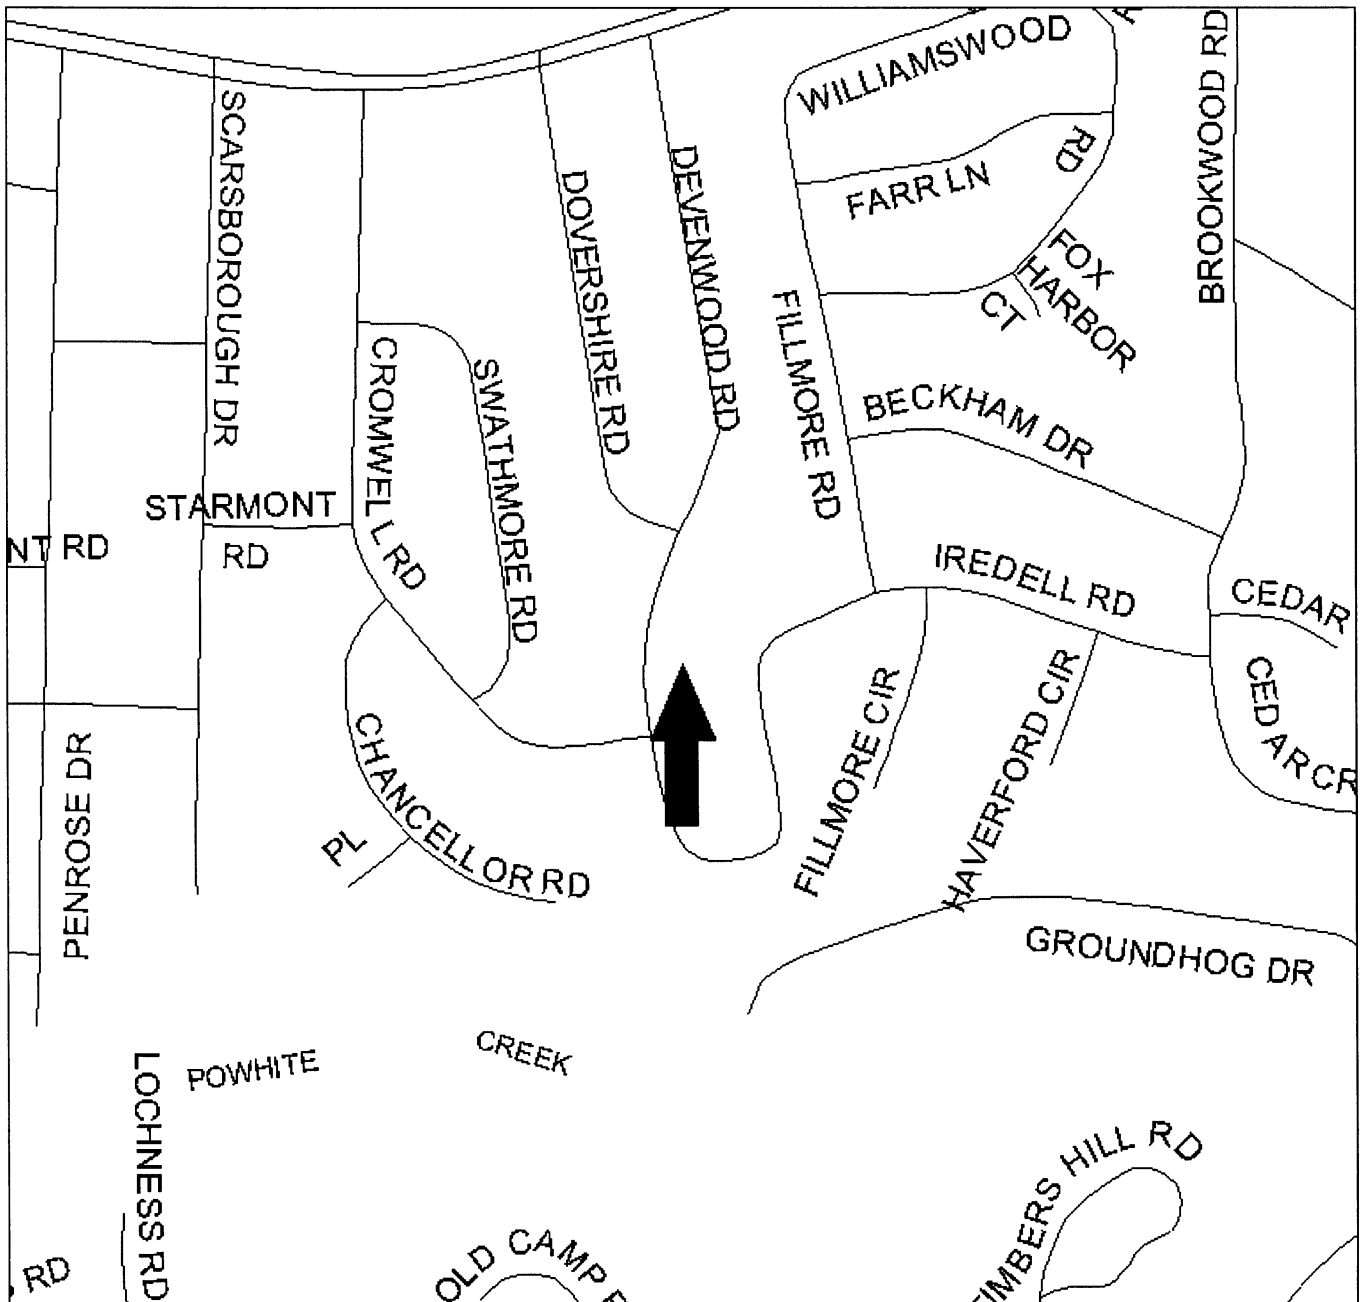 WILLIAMSWOOD
RD
BROOKWOOD RD
SCARSBOROUGH DR
DOVERSHIRE RD
DEVENWOOD RD
FARR LN
FOX
HARBOR
CT
FILLMORE RD
CROMWELL RD
SWATHMORE RD
BECKHAM DR
STARMONT
RD
NT RD
IREDELL RD
CEDAR
CEDAR CR
FILLMORE CIR
HAVERFORD CIR
PENROSE DR
CHANCELLOR RD
PL
GROUNDHOG DR
POWHITE
CREEK
LOCHNESS RD
RD
OLD CAMP
TIMBERS HILL RD